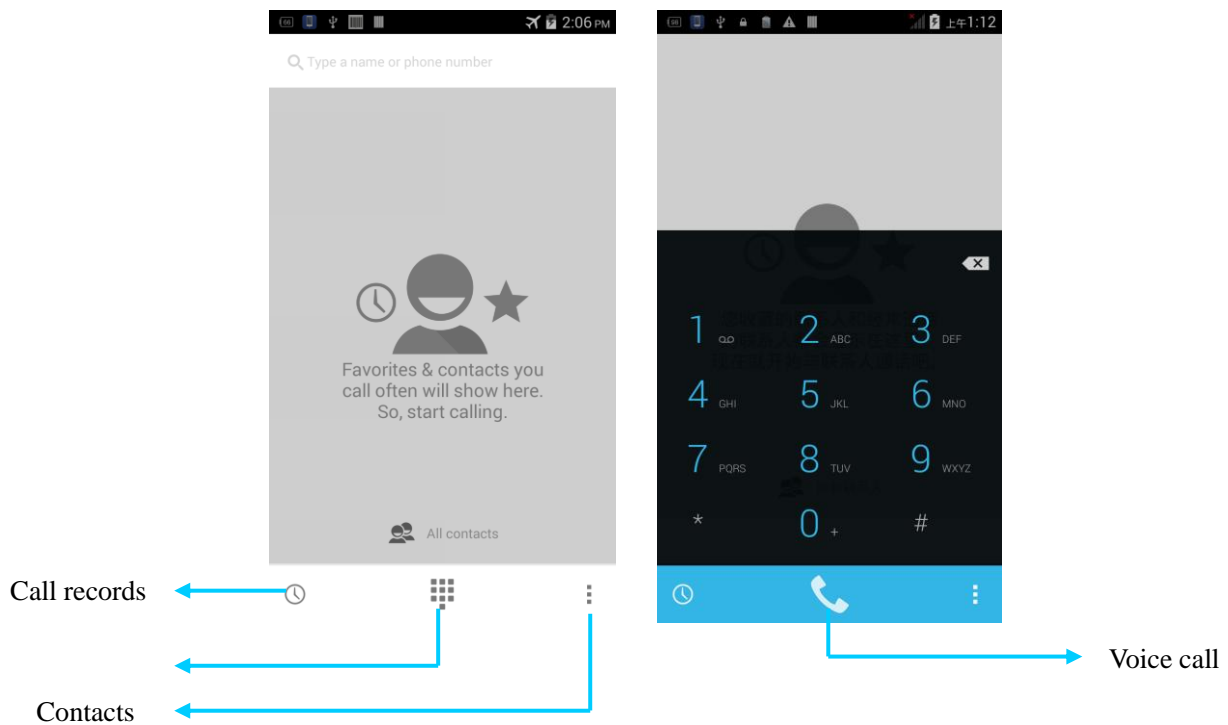 2:06 PM
Type a name or phone number
Favorites & contacts you
call often will show here.
So, start calling.
All contacts
Call records
Contacts
上午1:12
1
2 ABC
3 DEF
4 GHI
5 JKL
6 MNO
7 PQRS
8 TUV
9 WXYZ
*
0 +
#
Voice call